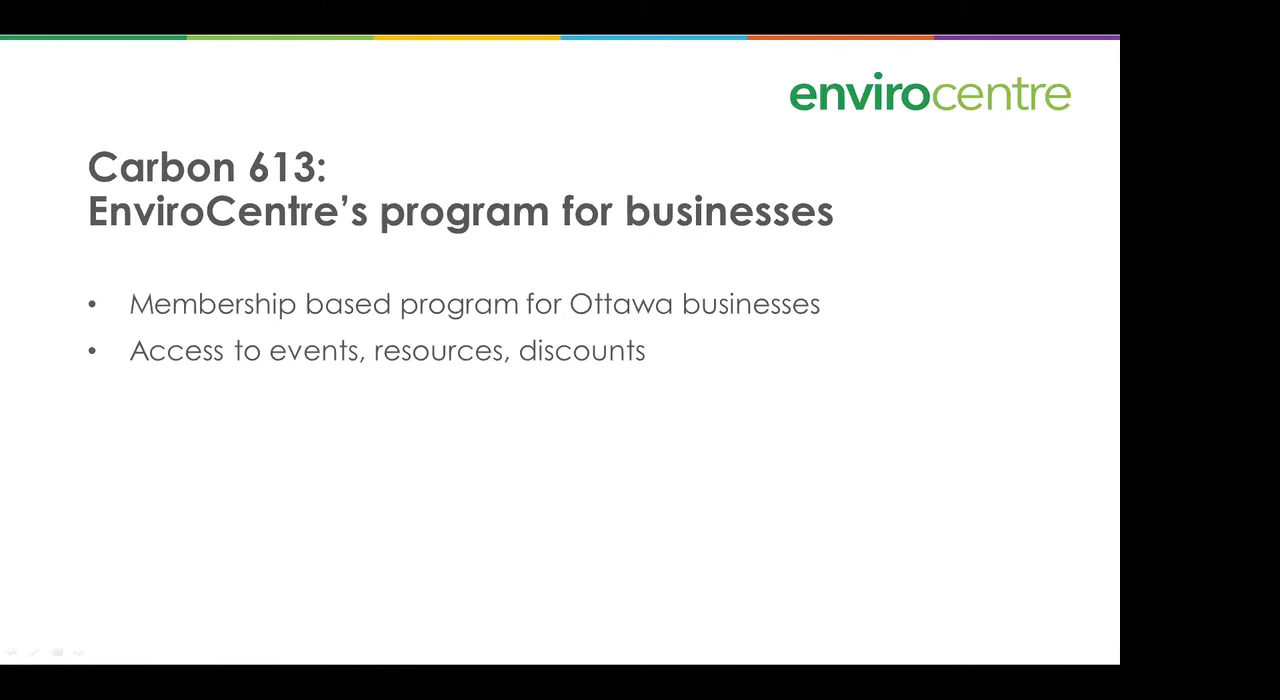 envirocentre
Carbon 613:
EnviroCentre’s program for businesses
• Membership based program for Ottawa businesses
• Access to events, resources, discounts